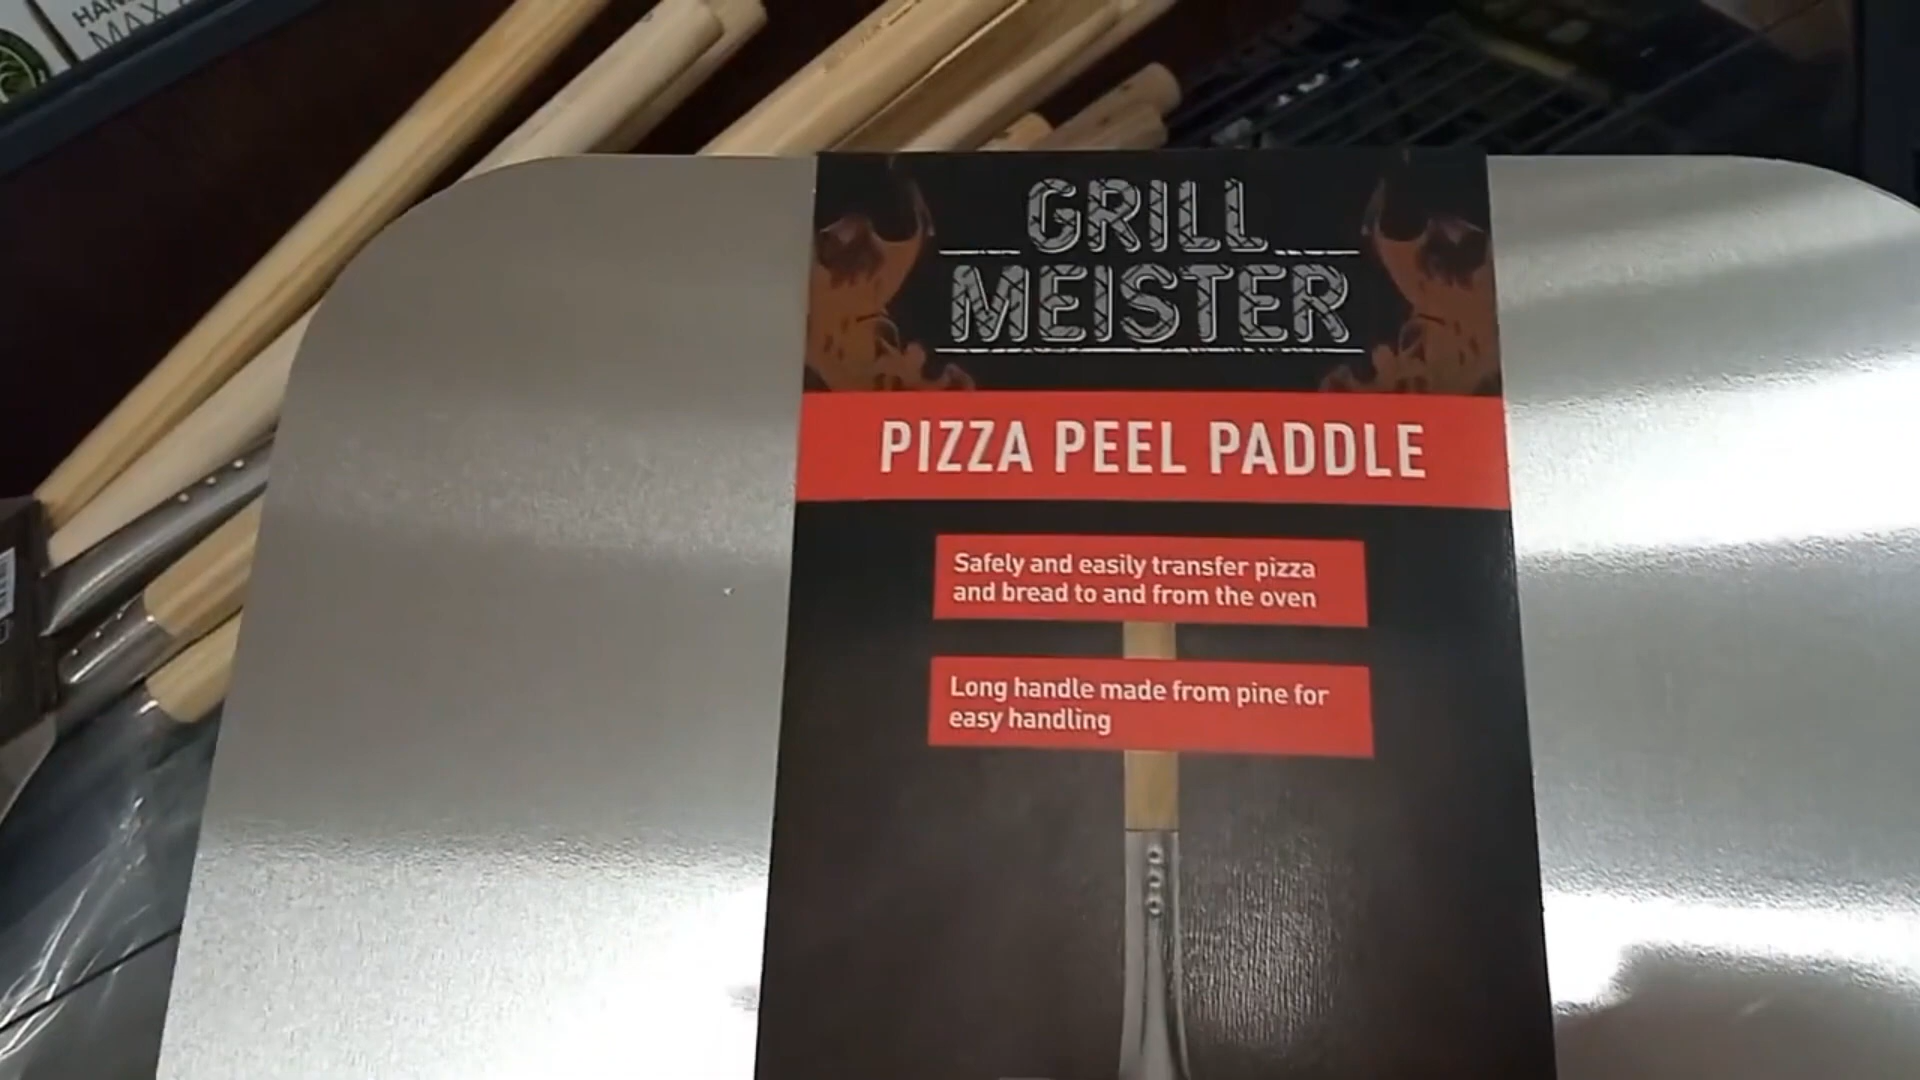 GRILL
MEISTER
PIZZA PEEL PADDLE
Safely and easily transfer pizza
and bread to and from the oven
Long handle made from pine for
easy handling